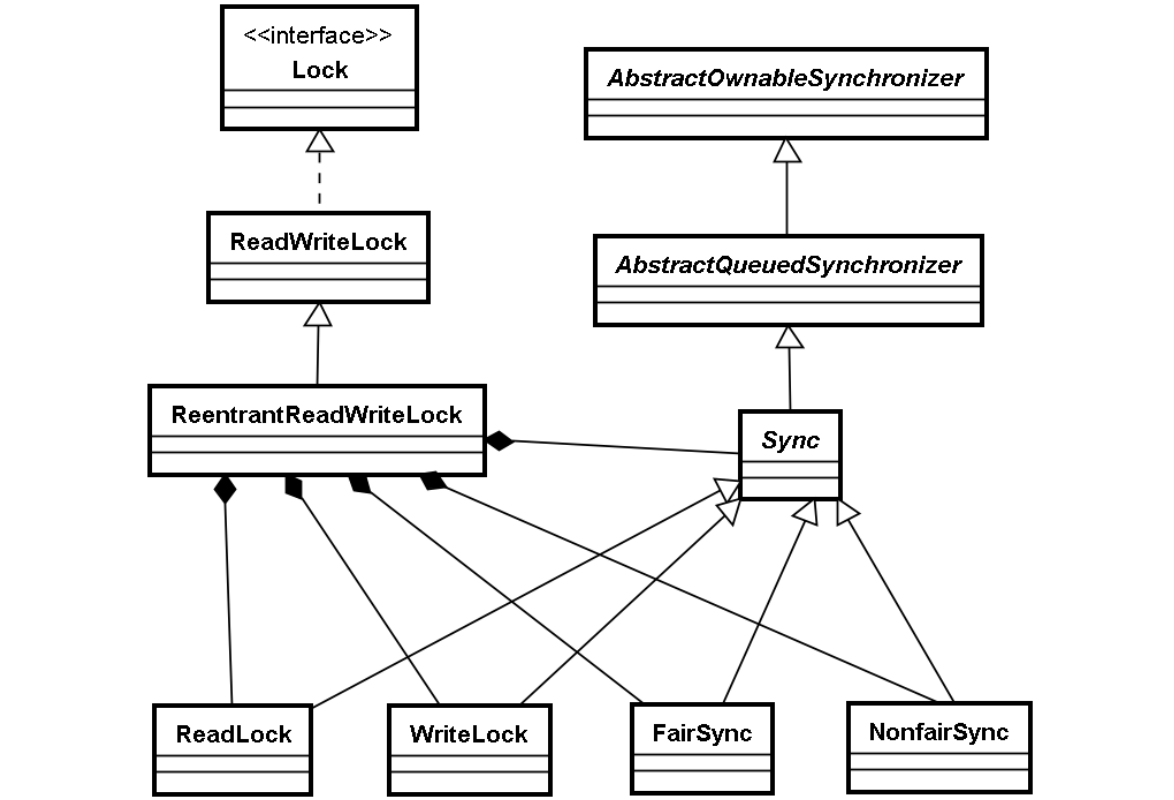 <<interface>>
Lock
AbstractOwnableSynchronizer
ReadWriteLock
AbstractQueuedSynchronizer
ReentrantReadWriteLock
Sync
ReadLock
WriteLock
FairSync
NonfairSync